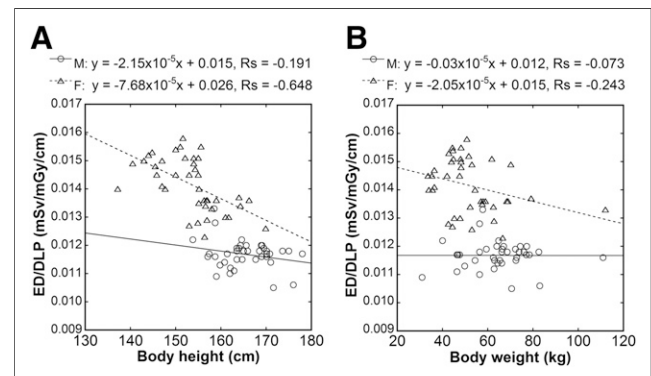 A
M: y = -2.15x10-5x + 0.015, Rs = -0.191
F: y = -7.68x10-5x + 0.026, Rs = -0.648
0.017
0.016
0.015
0.014
0.013
0.012
0.011
0.010
0.009
ED/DLP (mSv/mGy/cm)
130 140 150 160 170 180
Body height (cm)
B
M: y = -0.03x10-5x + 0.012, Rs = -0.073
F: y = -2.05x10-5x + 0.015, Rs = -0.243
0.017
0.016
0.015
0.014
0.013
0.012
0.011
0.010
0.009
ED/DLP (mSv/mGy/cm)
20 40 60 80 100 120
Body weight (kg)